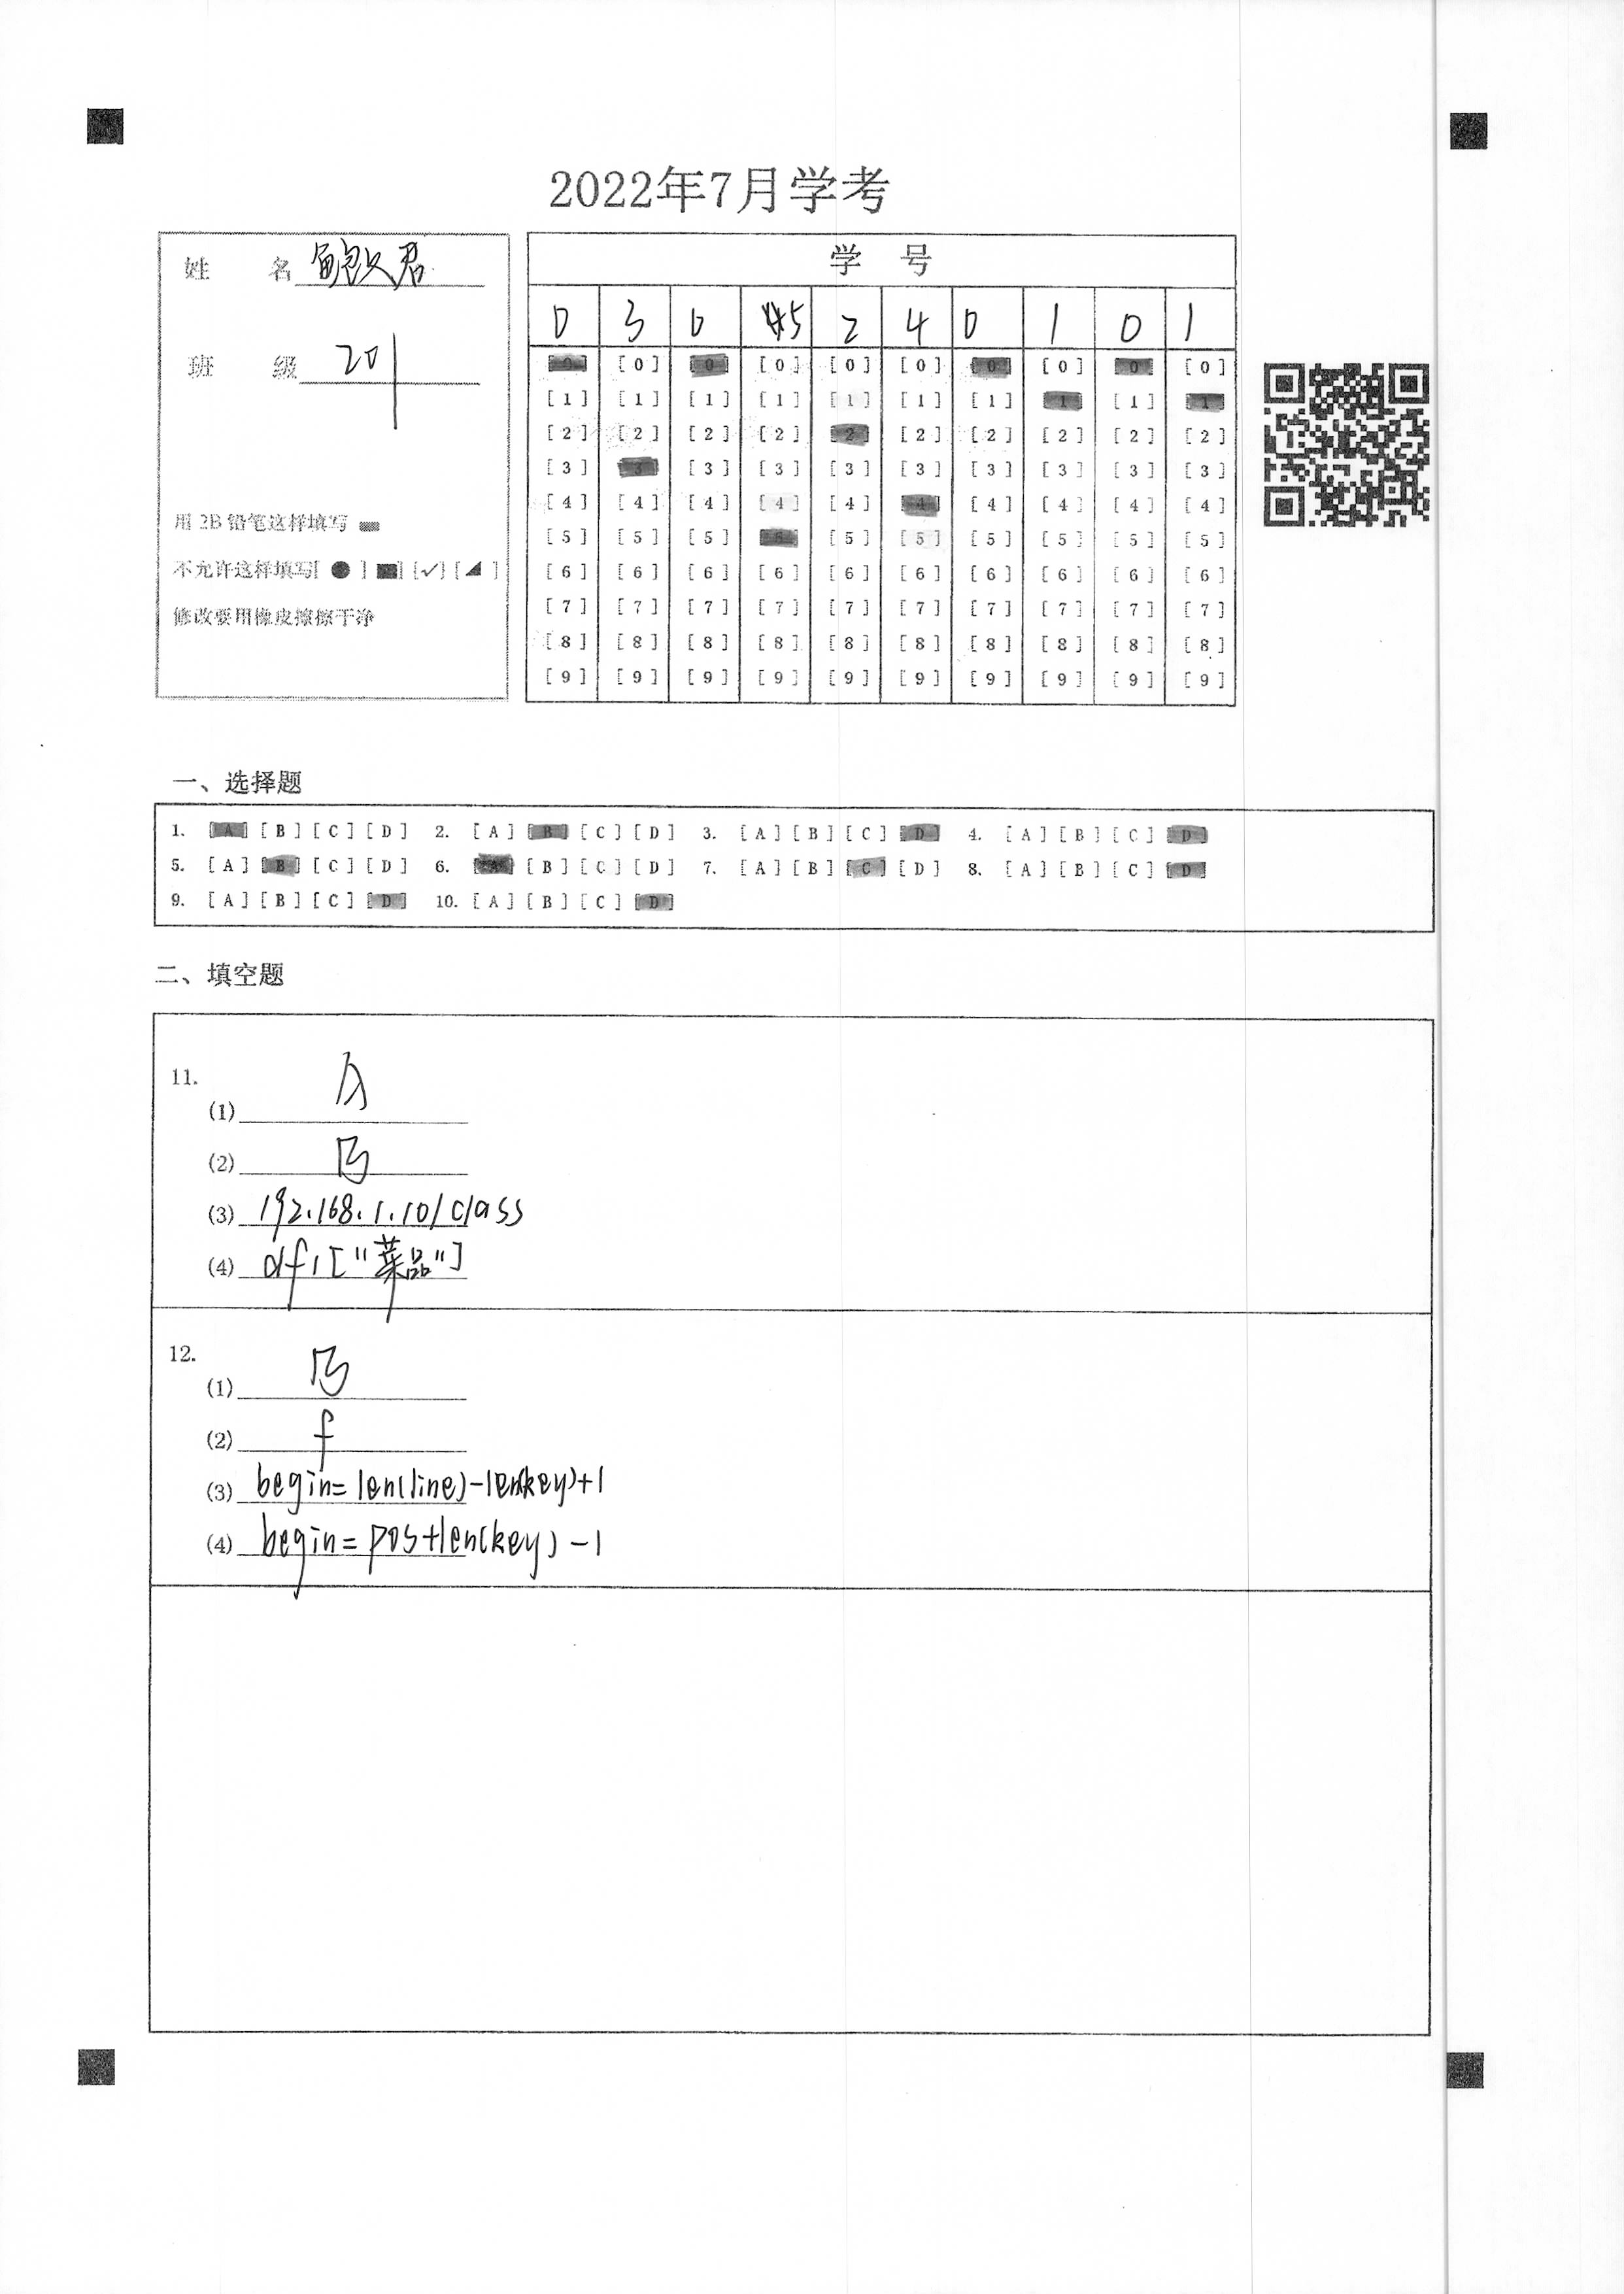 2022年7月学考
姓 名 鲍久君
班 级 201
用 2B 铅笔这样填写
不允许这样填写[ ● ] [■] [✓] [◢ ]
修改要用橡皮擦擦干净
学 号
0 3 0 5 2 4 0 1 0 1
[0] [0] [0] [0] [0] [0] [0] [0] [0] [0]
[1] [1] [1] [1] [1] [1] [1] [1] [1] [1]
[2] [2] [2] [2] [2] [2] [2] [2] [2] [2]
[3] [3] [3] [3] [3] [3] [3] [3] [3] [3]
[4] [4] [4] [4] [4] [4] [4] [4] [4] [4]
[5] [5] [5] [5] [5] [5] [5] [5] [5] [5]
[6] [6] [6] [6] [6] [6] [6] [6] [6] [6]
[7] [7] [7] [7] [7] [7] [7] [7] [7] [7]
[8] [8] [8] [8] [8] [8] [8] [8] [8] [8]
[9] [9] [9] [9] [9] [9] [9] [9] [9] [9]
一、选择题
1. [A] [B] [C] [D] 2. [A] [B] [C] [D] 3. [A] [B] [C] [D] 4. [A] [B] [C] [D]
5. [A] [B] [C] [D] 6. [A] [B] [C] [D] 7. [A] [B] [C] [D] 8. [A] [B] [C] [D]
9. [A] [B] [C] [D] 10. [A] [B] [C] [D]
二、填空题
11.
(1) A
(2) B
(3) 192.168.1.10/class
(4) df1["菜品"]
12.
(1) B
(2) f
(3) begin=len(line)-len(key)+1
(4) begin=pos+len(key)-1